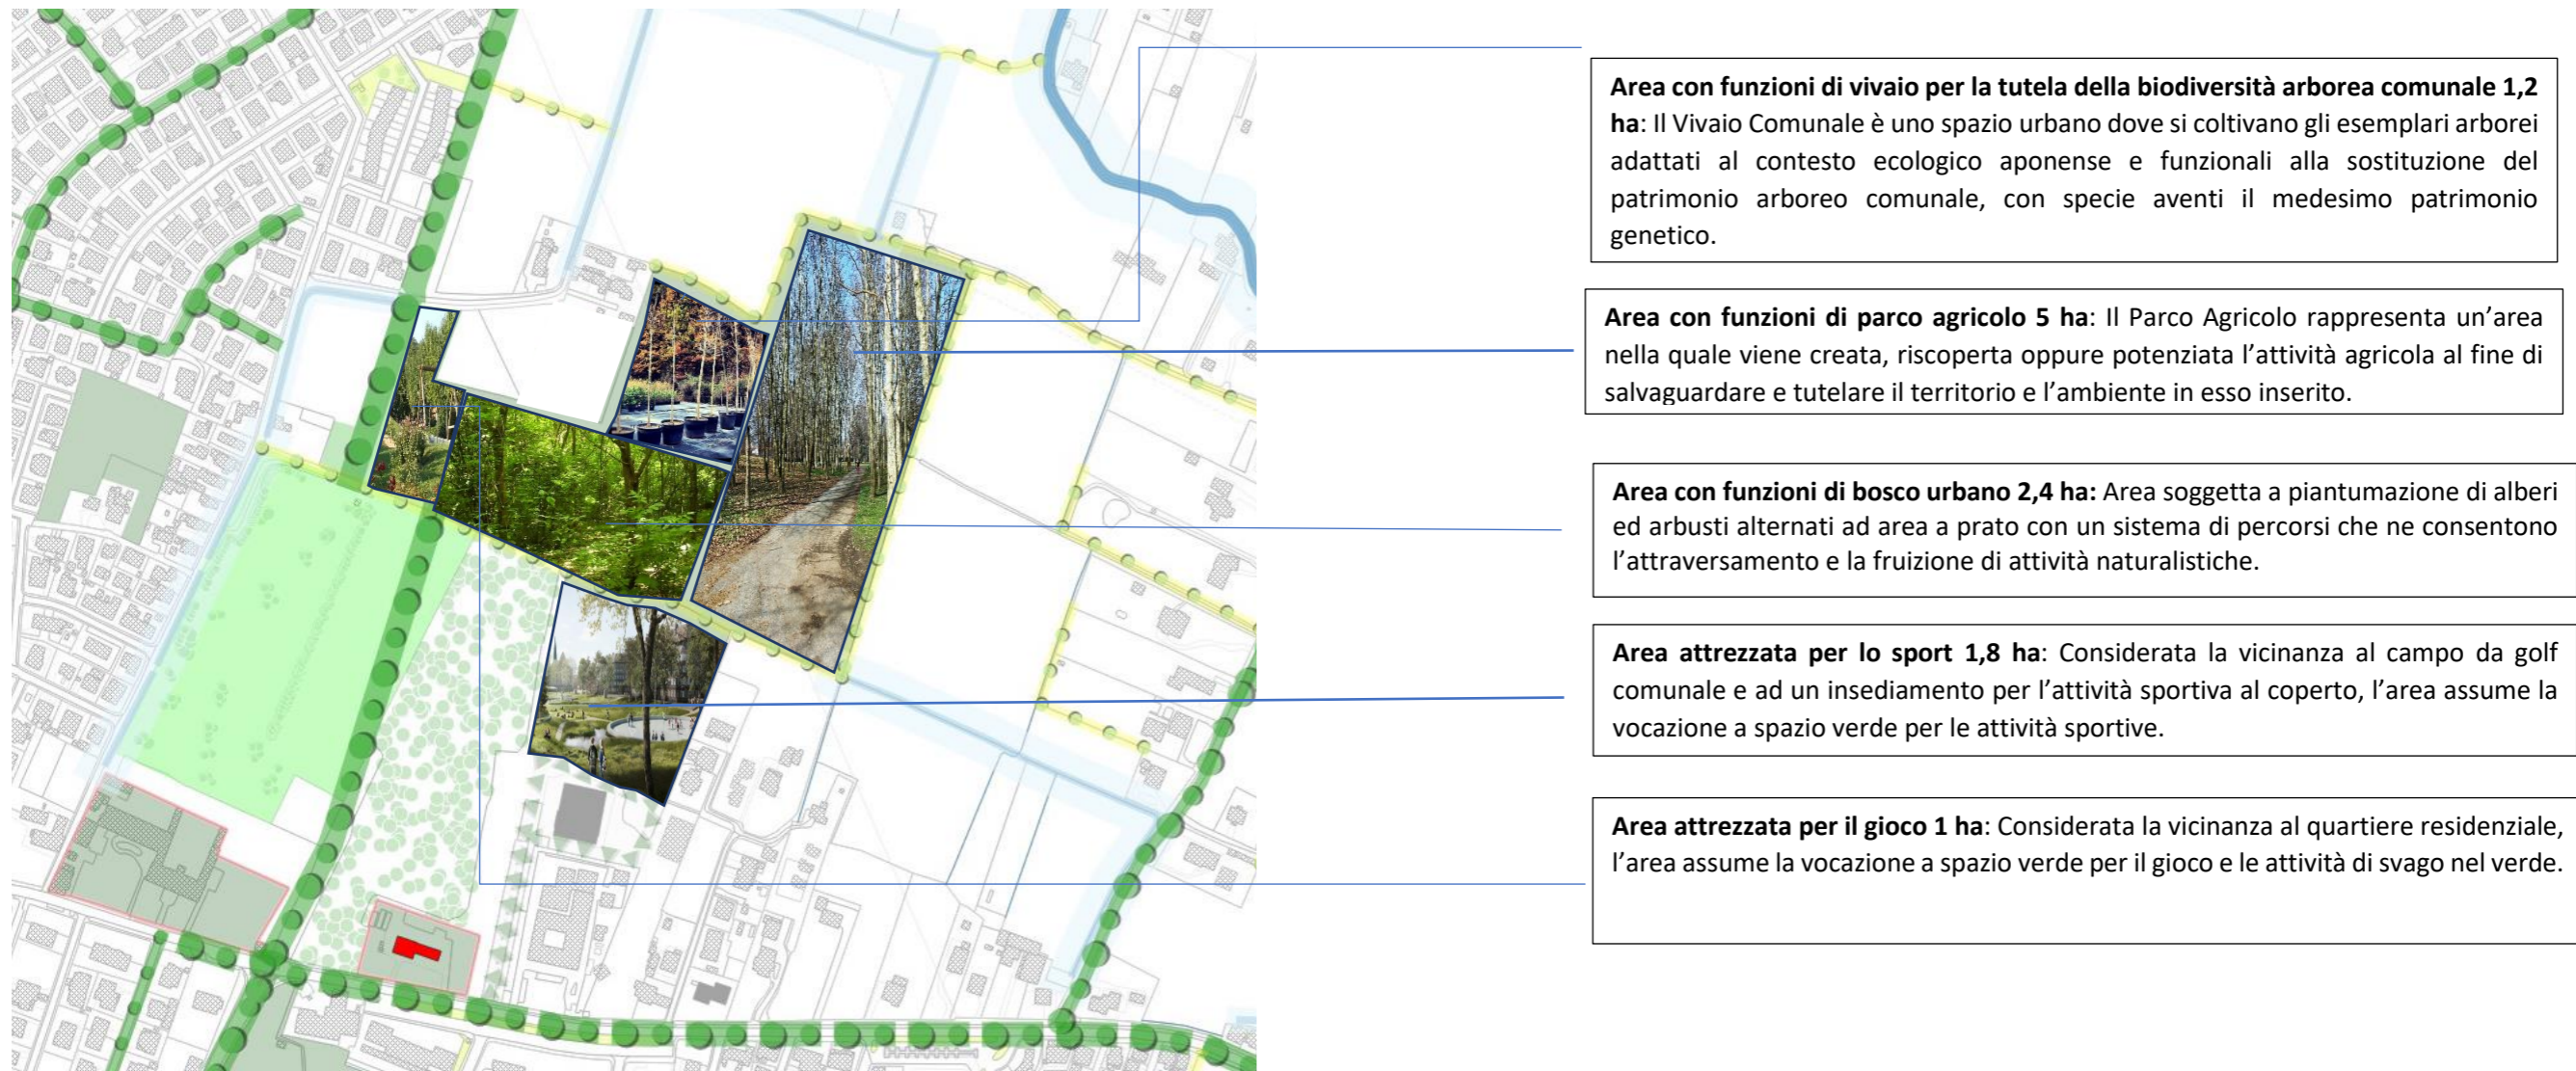 Area con funzioni di vivaio per la tutela della biodiversità arborea comunale 1,2
ha: Il Vivaio Comunale è uno spazio urbano dove si coltivano gli esemplari arborei
adattati al contesto ecologico aponense e funzionali alla sostituzione del
patrimonio arboreo comunale, con specie aventi il medesimo patrimonio
genetico.
Area con funzioni di parco agricolo 5 ha: Il Parco Agricolo rappresenta un’area
nella quale viene creata, riscoperta oppure potenziata l’attività agricola al fine di
salvaguardare e tutelare il territorio e l’ambiente in esso inserito.
Area con funzioni di bosco urbano 2,4 ha: Area soggetta a piantumazione di alberi
ed arbusti alternati ad area a prato con un sistema di percorsi che ne consentono
l’attraversamento e la fruizione di attività naturalistiche.
Area attrezzata per lo sport 1,8 ha: Considerata la vicinanza al campo da golf
comunale e ad un insediamento per l’attività sportiva al coperto, l’area assume la
vocazione a spazio verde per le attività sportive.
Area attrezzata per il gioco 1 ha: Considerata la vicinanza al quartiere residenziale,
l’area assume la vocazione a spazio verde per il gioco e le attività di svago nel verde.